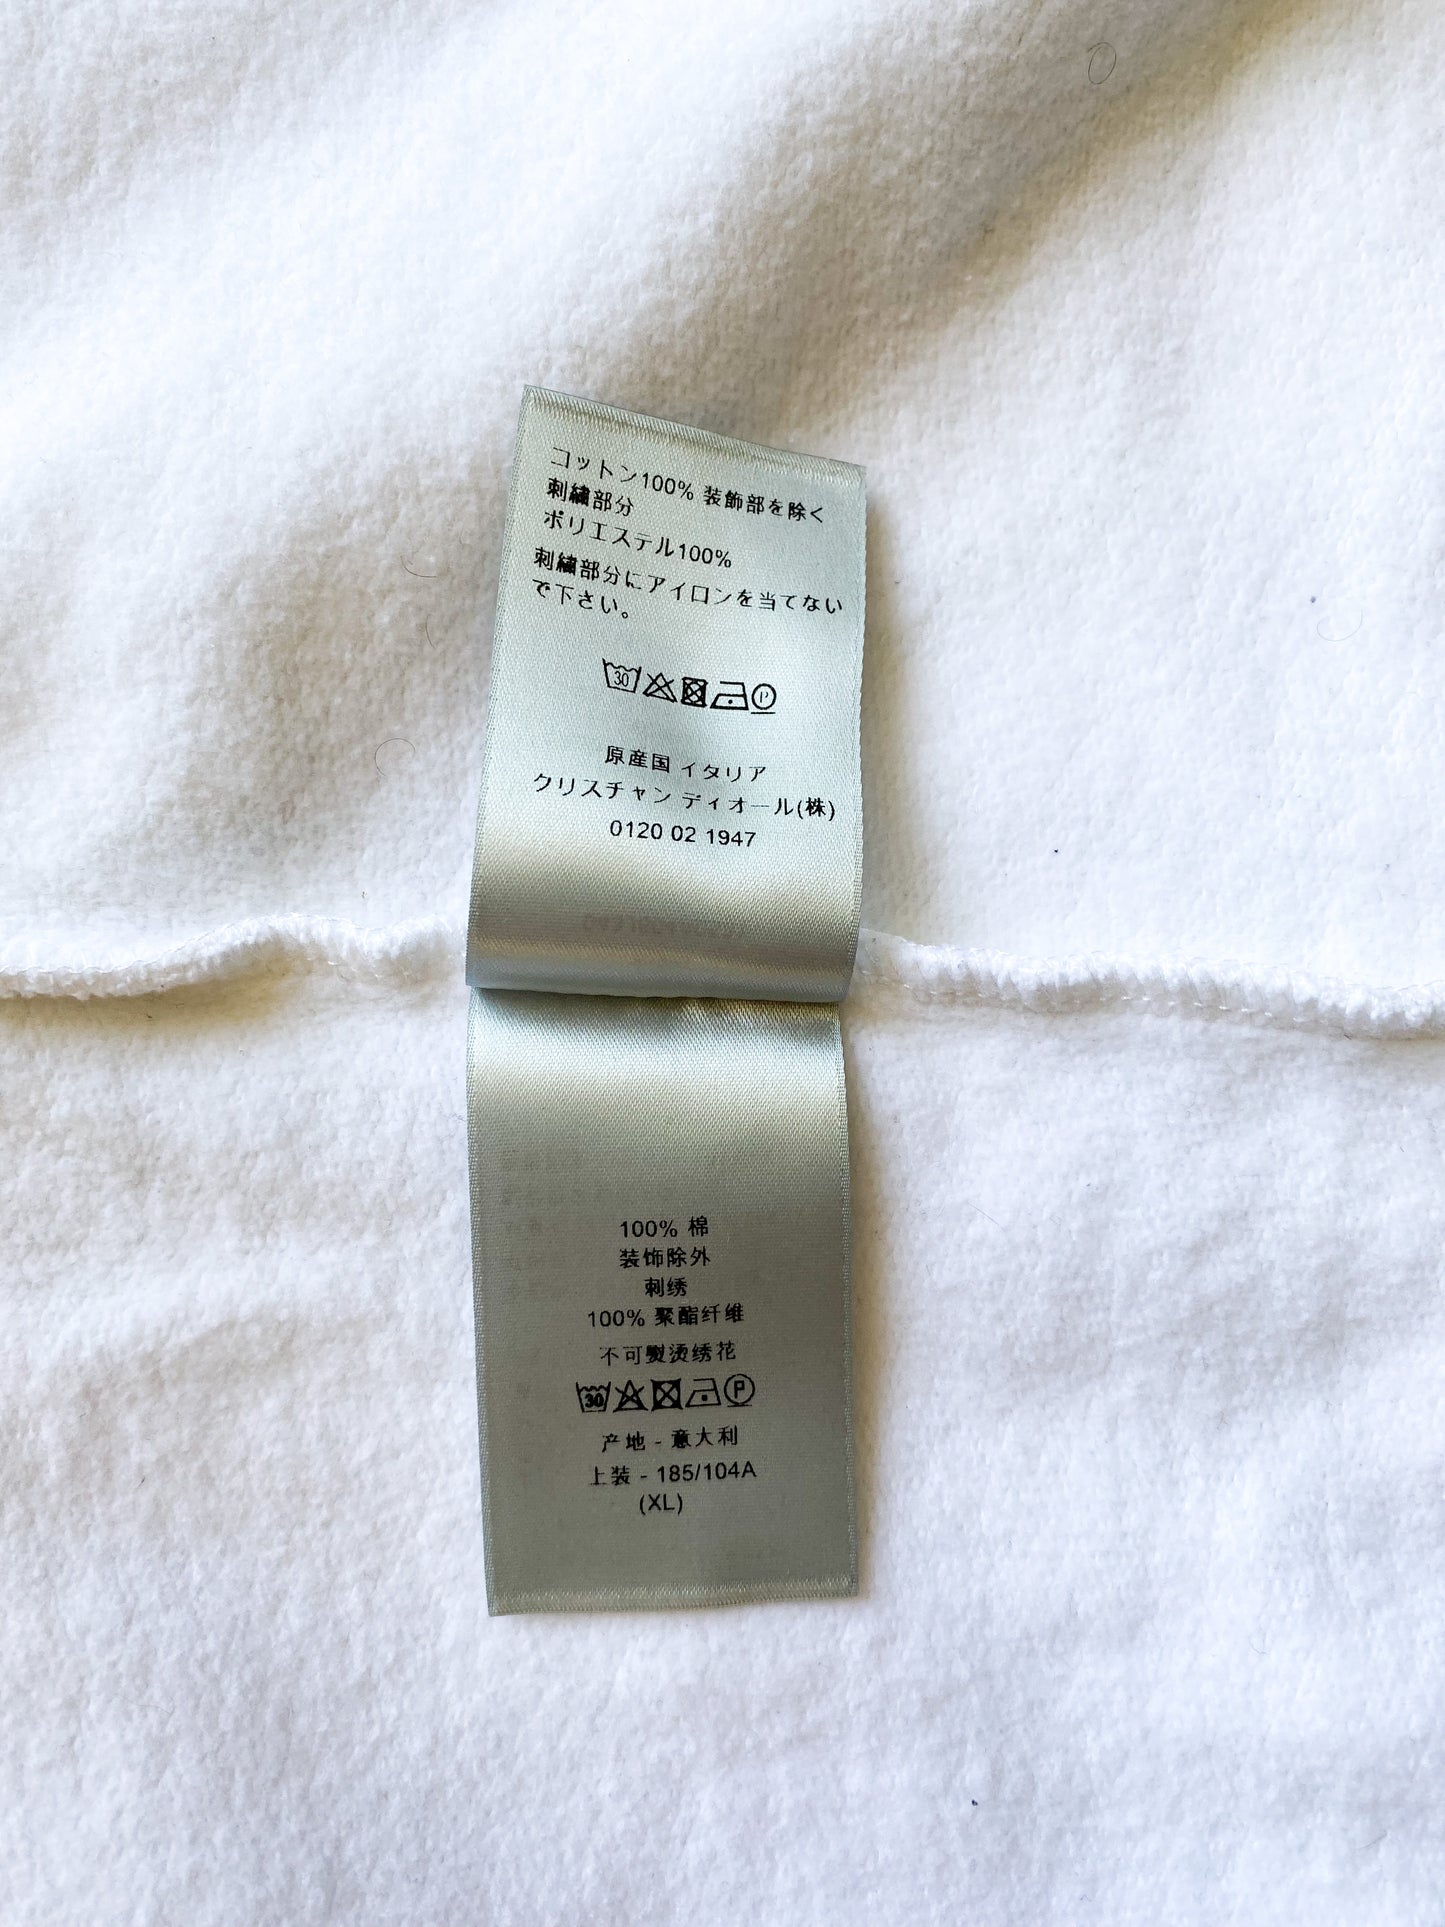 コットン100% 装飾部を除く
刺繍部分
ポリエステル100%
刺繍部分にアイロンを当てない
で下さい。
30
P
原産国 イタリア
クリスチャン ディオール(株)
0120 02 1947
100% 棉
装饰除外
刺绣
100% 聚酯纤维
不可熨烫绣花
30
P
产地 - 意大利
上装 - 185/104A
(XL)